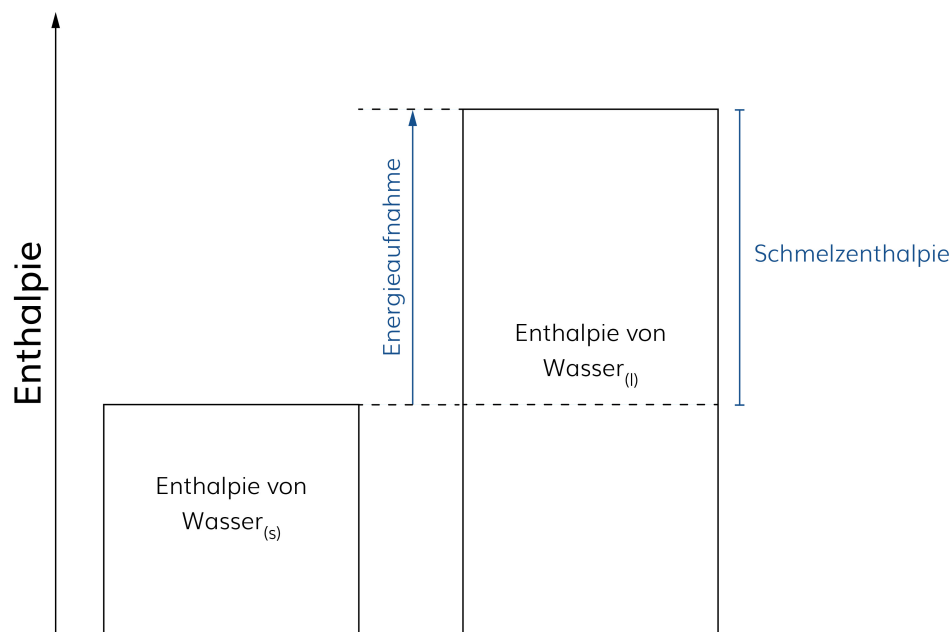 Enthalpie
Energieaufnahme
Schmelzenthalpie
Enthalpie von
Wasser(l)
Enthalpie von
Wasser(s)